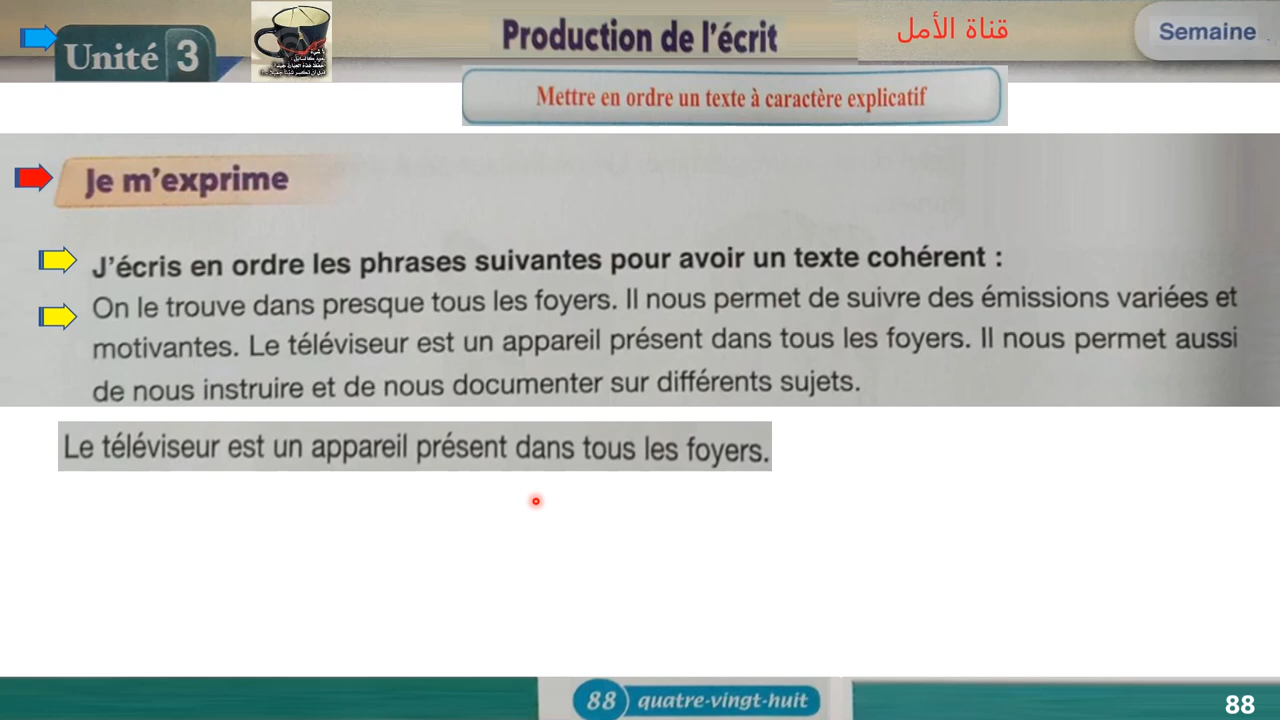 Unité 3
Production de l'écrit
قناة الأمل
Semaine
Mettre en ordre un texte à caractère explicatif
Je m'exprime
J'écris en ordre les phrases suivantes pour avoir un texte cohérent :
On le trouve dans presque tous les foyers. Il nous permet de suivre des émissions variées et
motivantes. Le téléviseur est un appareil présent dans tous les foyers. Il nous permet aussi
de nous instruire et de nous documenter sur différents sujets.
Le téléviseur est un appareil présent dans tous les foyers.
88 quatre-vingt-huit
88